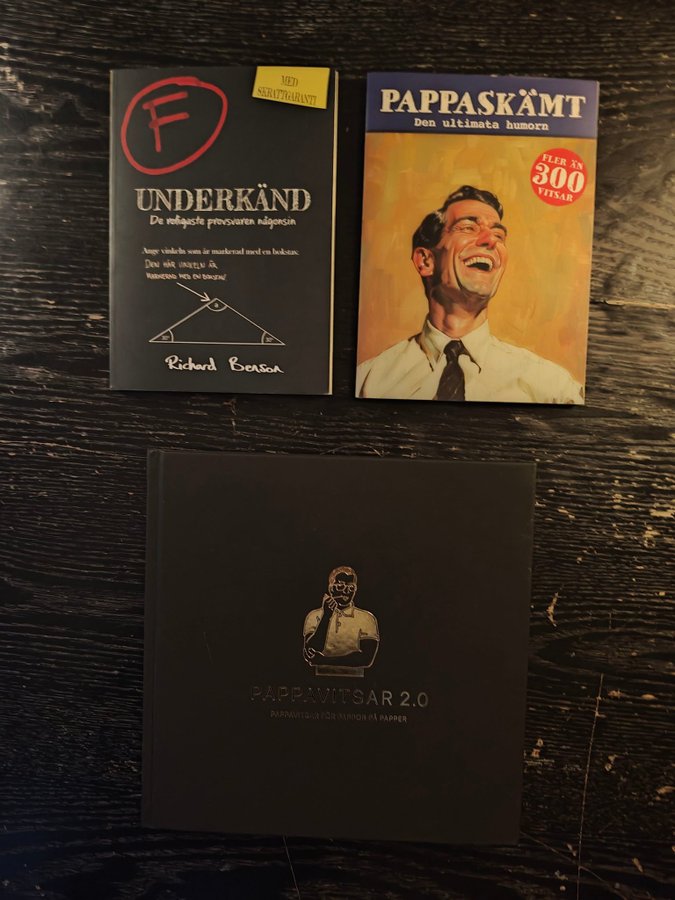 F
MED
SKRATTGARANTI
UNDERKÄND
De roligaste provsvaren någonsin
Ange vinkeln som är markerad med en bokstav:
DEN HÄR VINKELN ÄR
MARKERAD MED EN BOKSTAV!
a
30°
30°
Richard Benson
PAPPASKÄMT
Den ultimata humorn
FLER ÄN
300
VITSAR
PAPPAVITSAR 2.0
PAPPAVITSAR FÖR PAPPOR PÅ PAPPER